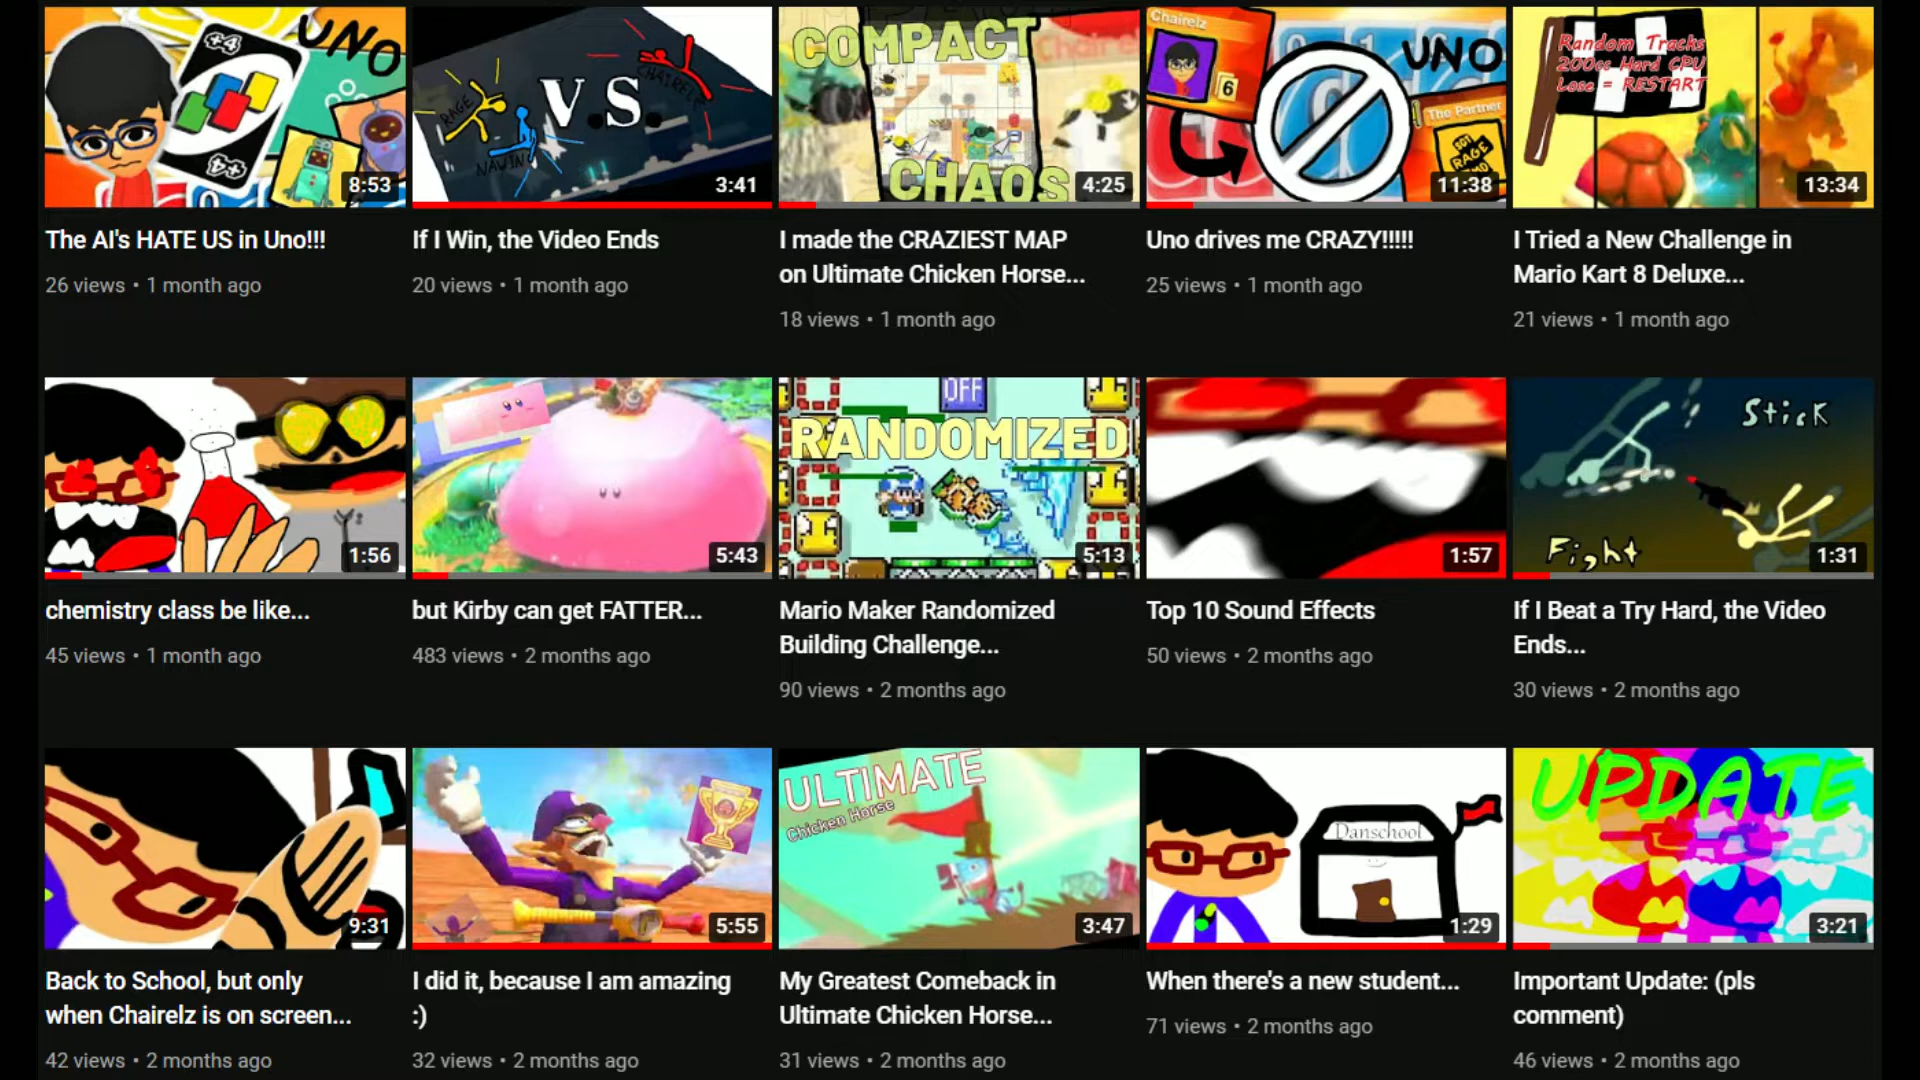 +4
UNO
+4
8:53
RAGE
NAVIN
V.S.
CHAIRELZ
3:41
COMPACT
CHAOS
4:25
Chairelz
6
UNO
The Partner
RAGE
11:38
Random Tracks
200cc Hard CPU
Lose = RESTART
13:34
The AI's HATE US in Uno!!!
26 views • 1 month ago
If I Win, the Video Ends
20 views • 1 month ago
I made the CRAZIEST MAP
on Ultimate Chicken Horse...
18 views • 1 month ago
Uno drives me CRAZY!!!!!
25 views • 1 month ago
I Tried a New Challenge in
Mario Kart 8 Deluxe...
21 views • 1 month ago
1:56
5:43
OFF
RANDOMIZED
5:13
1:57
Stick
Fight
1:31
chemistry class be like...
45 views • 1 month ago
but Kirby can get FATTER...
483 views • 2 months ago
Mario Maker Randomized
Building Challenge...
90 views • 2 months ago
Top 10 Sound Effects
50 views • 2 months ago
If I Beat a Try Hard, the Video
Ends...
30 views • 2 months ago
9:31
5:55
ULTIMATE
Chicken Horse
3:47
Danschool
1:29
UPDATE
3:21
Back to School, but only
when Chairelz is on screen...
42 views • 2 months ago
I did it, because I am amazing
:)
32 views • 2 months ago
My Greatest Comeback in
Ultimate Chicken Horse...
31 views • 2 months ago
When there's a new student...
71 views • 2 months ago
Important Update: (pls
comment)
46 views • 2 months ago